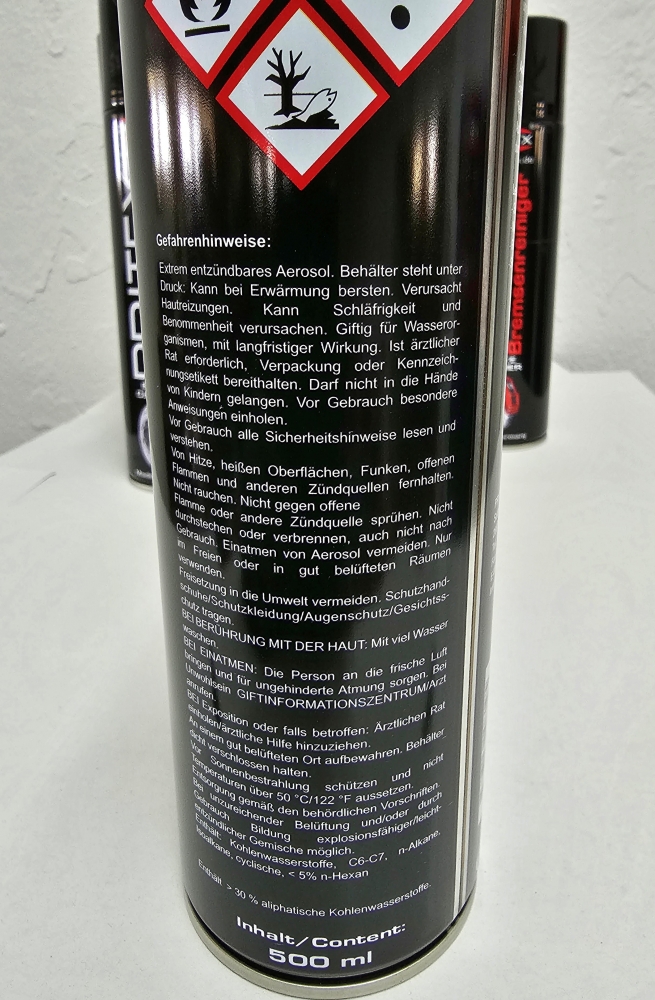 Gefahrenhinweise:
Extrem entzündbares Aerosol. Behälter steht unter
Druck: Kann bei Erwärmung bersten. Verursacht
Hautreizungen. Kann Schläfrigkeit und
Benommenheit verursachen. Giftig für Wasseror-
ganismen, mit langfristiger Wirkung. Ist ärztlicher
Rat erforderlich, Verpackung oder Kennzeich-
nungsetikett bereithalten. Darf nicht in die Hände
von Kindern gelangen. Vor Gebrauch besondere
Anweisungen einholen.
Vor Gebrauch alle Sicherheitshinweise lesen und
verstehen.
Von Hitze, heißen Oberflächen, Funken, offenen
Flammen und anderen Zündquellen fernhalten.
Nicht rauchen. Nicht gegen offene
Flamme oder andere Zündquelle sprühen. Nicht
durchstechen oder verbrennen, auch nicht nach
Gebrauch. Einatmen von Aerosol vermeiden. Nur
im Freien oder in gut belüfteten Räumen
verwenden.
Freisetzung in die Umwelt vermeiden. Schutzhand-
schuhe/Schutzkleidung/Augenschutz/Gesichtss-
chutz tragen.
BEI BERÜHRUNG MIT DER HAUT: Mit viel Wasser
waschen.
BEI EINATMEN: Die Person an die frische Luft
bringen und für ungehinderte Atmung sorgen. Bei
Unwohlsein GIFTINFORMATIONSZENTRUM/Arzt
anrufen.
BEI Exposition oder falls betroffen: Ärztlichen Rat
einholen/ärztliche Hilfe hinzuziehen.
An einem gut belüfteten Ort aufbewahren. Behälter
dicht verschlossen halten.
Vor Sonnenbestrahlung schützen und nicht
Temperaturen über 50 °C/122 °F aussetzen.
Entsorgung gemäß den behördlichen Vorschriften.
Bei unzureichender Belüftung und/oder durch
Gebrauch Bildung explosionsfähiger/leicht-
entzündlicher Gemische möglich.
Enthält: Kohlenwasserstoffe, C6-C7, n-Alkane,
Isoalkane, cyclische, < 5% n-Hexan
Enthält > 30 % aliphatische Kohlenwasserstoffe.
Inhalt/Content:
500 ml
Bremsenreiniger